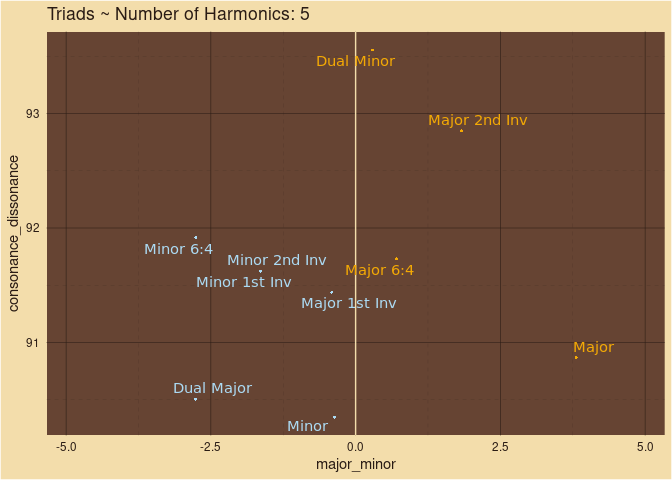 Triads ~ Number of Harmonics: 5
Dual Minor
93
Major 2nd Inv
consonance_dissonance
92
Minor 6:4
Minor 2nd Inv
Major 6:4
Minor 1st Inv
Major 1st Inv
91
Major
Dual Major
Minor
-5.0 -2.5 0.0 2.5 5.0
major_minor